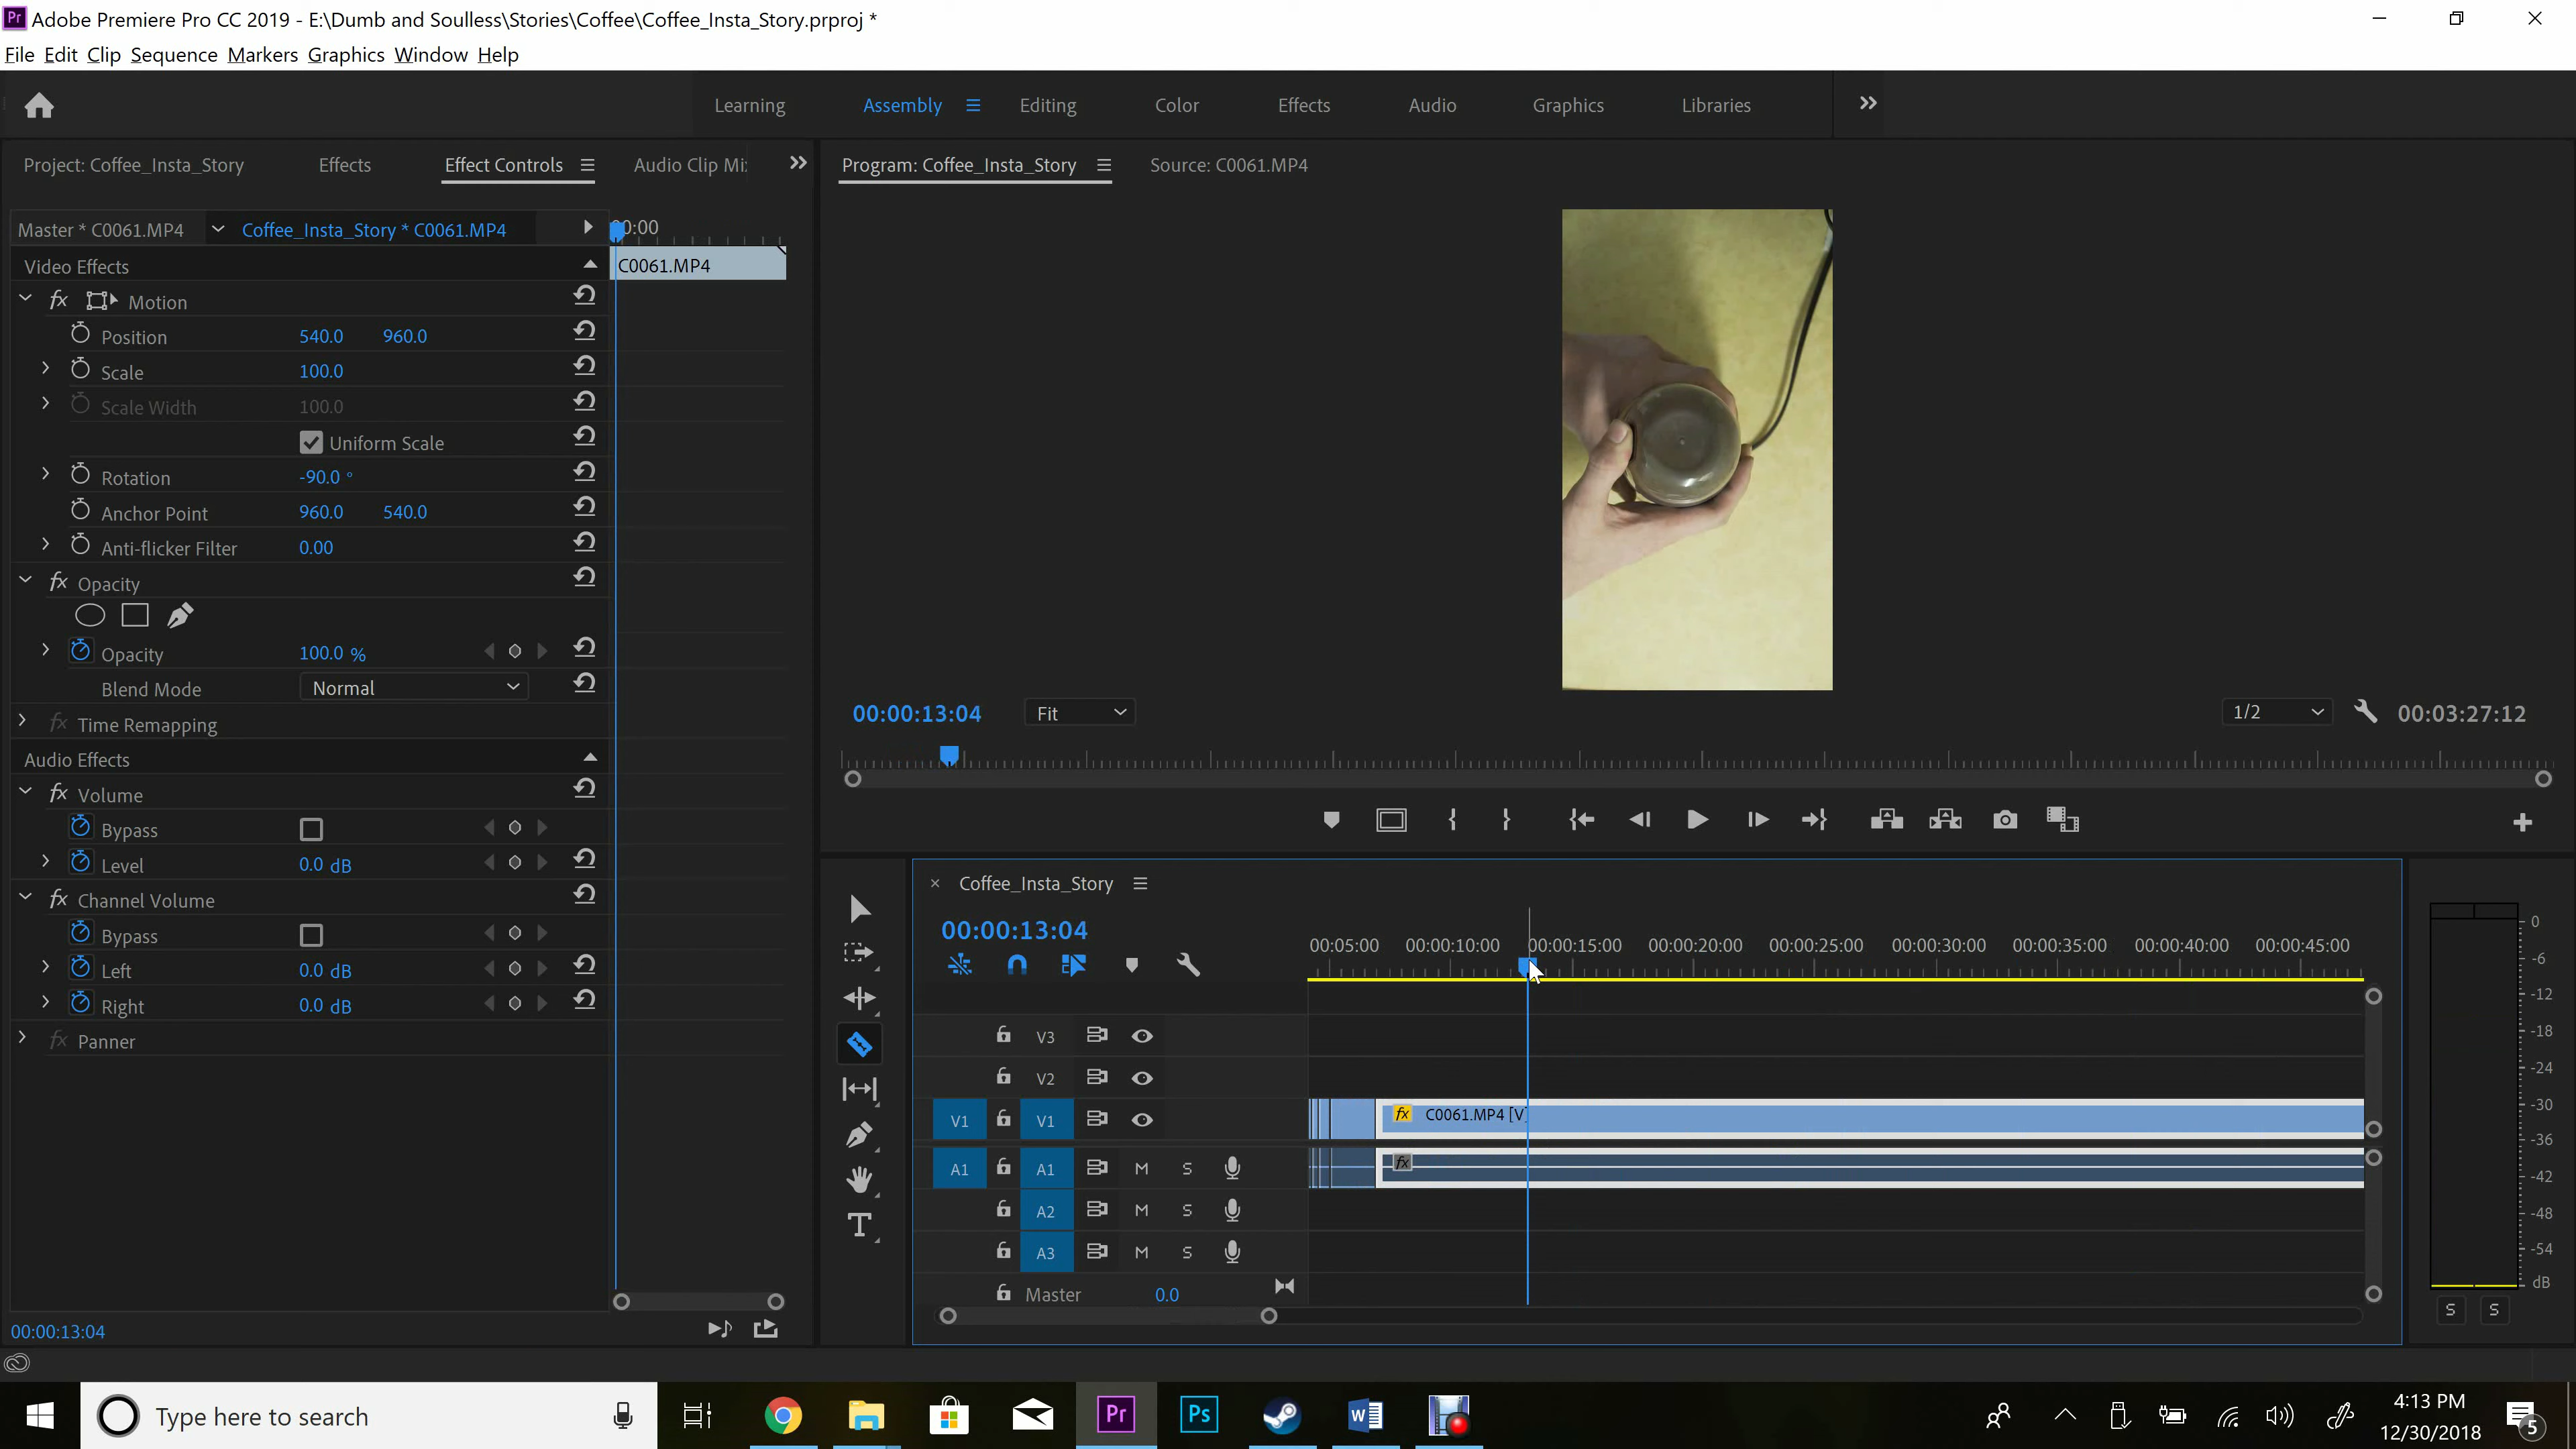 Pr Adobe Premiere Pro CC 2019 - E:\Dumb and Soulless\Stories\Coffee\Coffee_Insta_Story.prproj *
File Edit Clip Sequence Markers Graphics Window Help
Learning Assembly Editing Color Effects Audio Graphics Libraries
Project: Coffee_Insta_Story Effects Effect Controls Audio Clip Mi
Program: Coffee_Insta_Story Source: C0061.MP4
Master * C0061.MP4 Coffee_Insta_Story * C0061.MP4 00:00
Video Effects C0061.MP4
fx Motion
Position 540.0 960.0
Scale 100.0
Scale Width 100.0
Uniform Scale
Rotation -90.0 °
Anchor Point 960.0 540.0
Anti-flicker Filter 0.00
fx Opacity
Opacity 100.0 %
Blend Mode Normal
fx Time Remapping
Audio Effects
fx Volume
Bypass
Level 0.0 dB
fx Channel Volume
Bypass
Left 0.0 dB
Right 0.0 dB
fx Panner
00:00:13:04
00:00:13:04 Fit 1/2 00:03:27:12
× Coffee_Insta_Story
00:00:13:04
00:05:00 00:00:10:00 00:00:15:00 00:00:20:00 00:00:25:00 00:00:30:00 00:00:35:00 00:00:40:00 00:00:45:00
V3
V2
V1 V1 fx C0061.MP4 [V]
A1 A1 M S fx
A2 M S
A3 M S
Master 0.0
T
0
-6
-12
-18
-24
-30
-36
-42
-48
-54
dB
S S
Type here to search
Pr Ps W
4:13 PM
12/30/2018
5